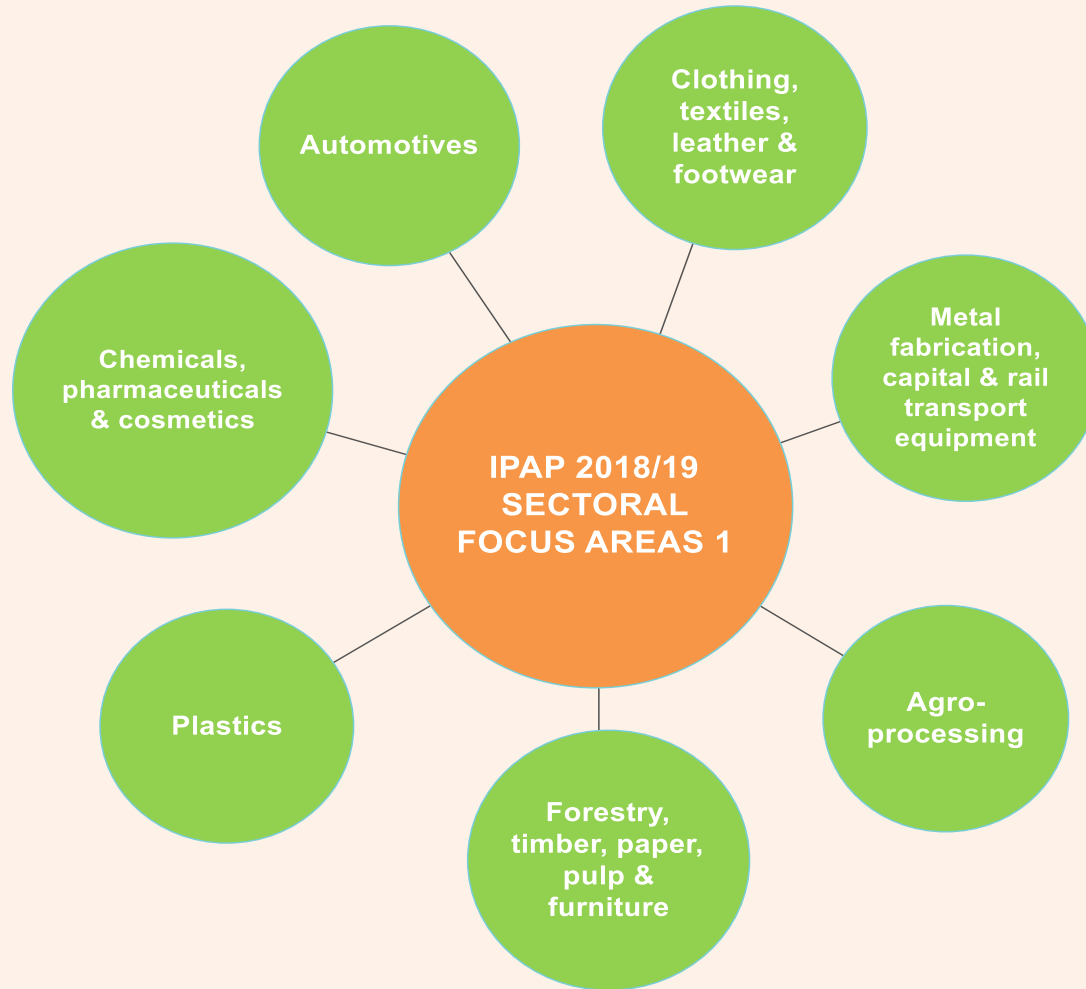 Automotives
Clothing,
textiles,
leather &
footwear
Chemicals,
pharmaceuticals
& cosmetics
Metal
fabrication,
capital & rail
transport
equipment
IPAP 2018/19
SECTORAL
FOCUS AREAS 1
Plastics
Agro-
processing
Forestry,
timber, paper,
pulp &
furniture